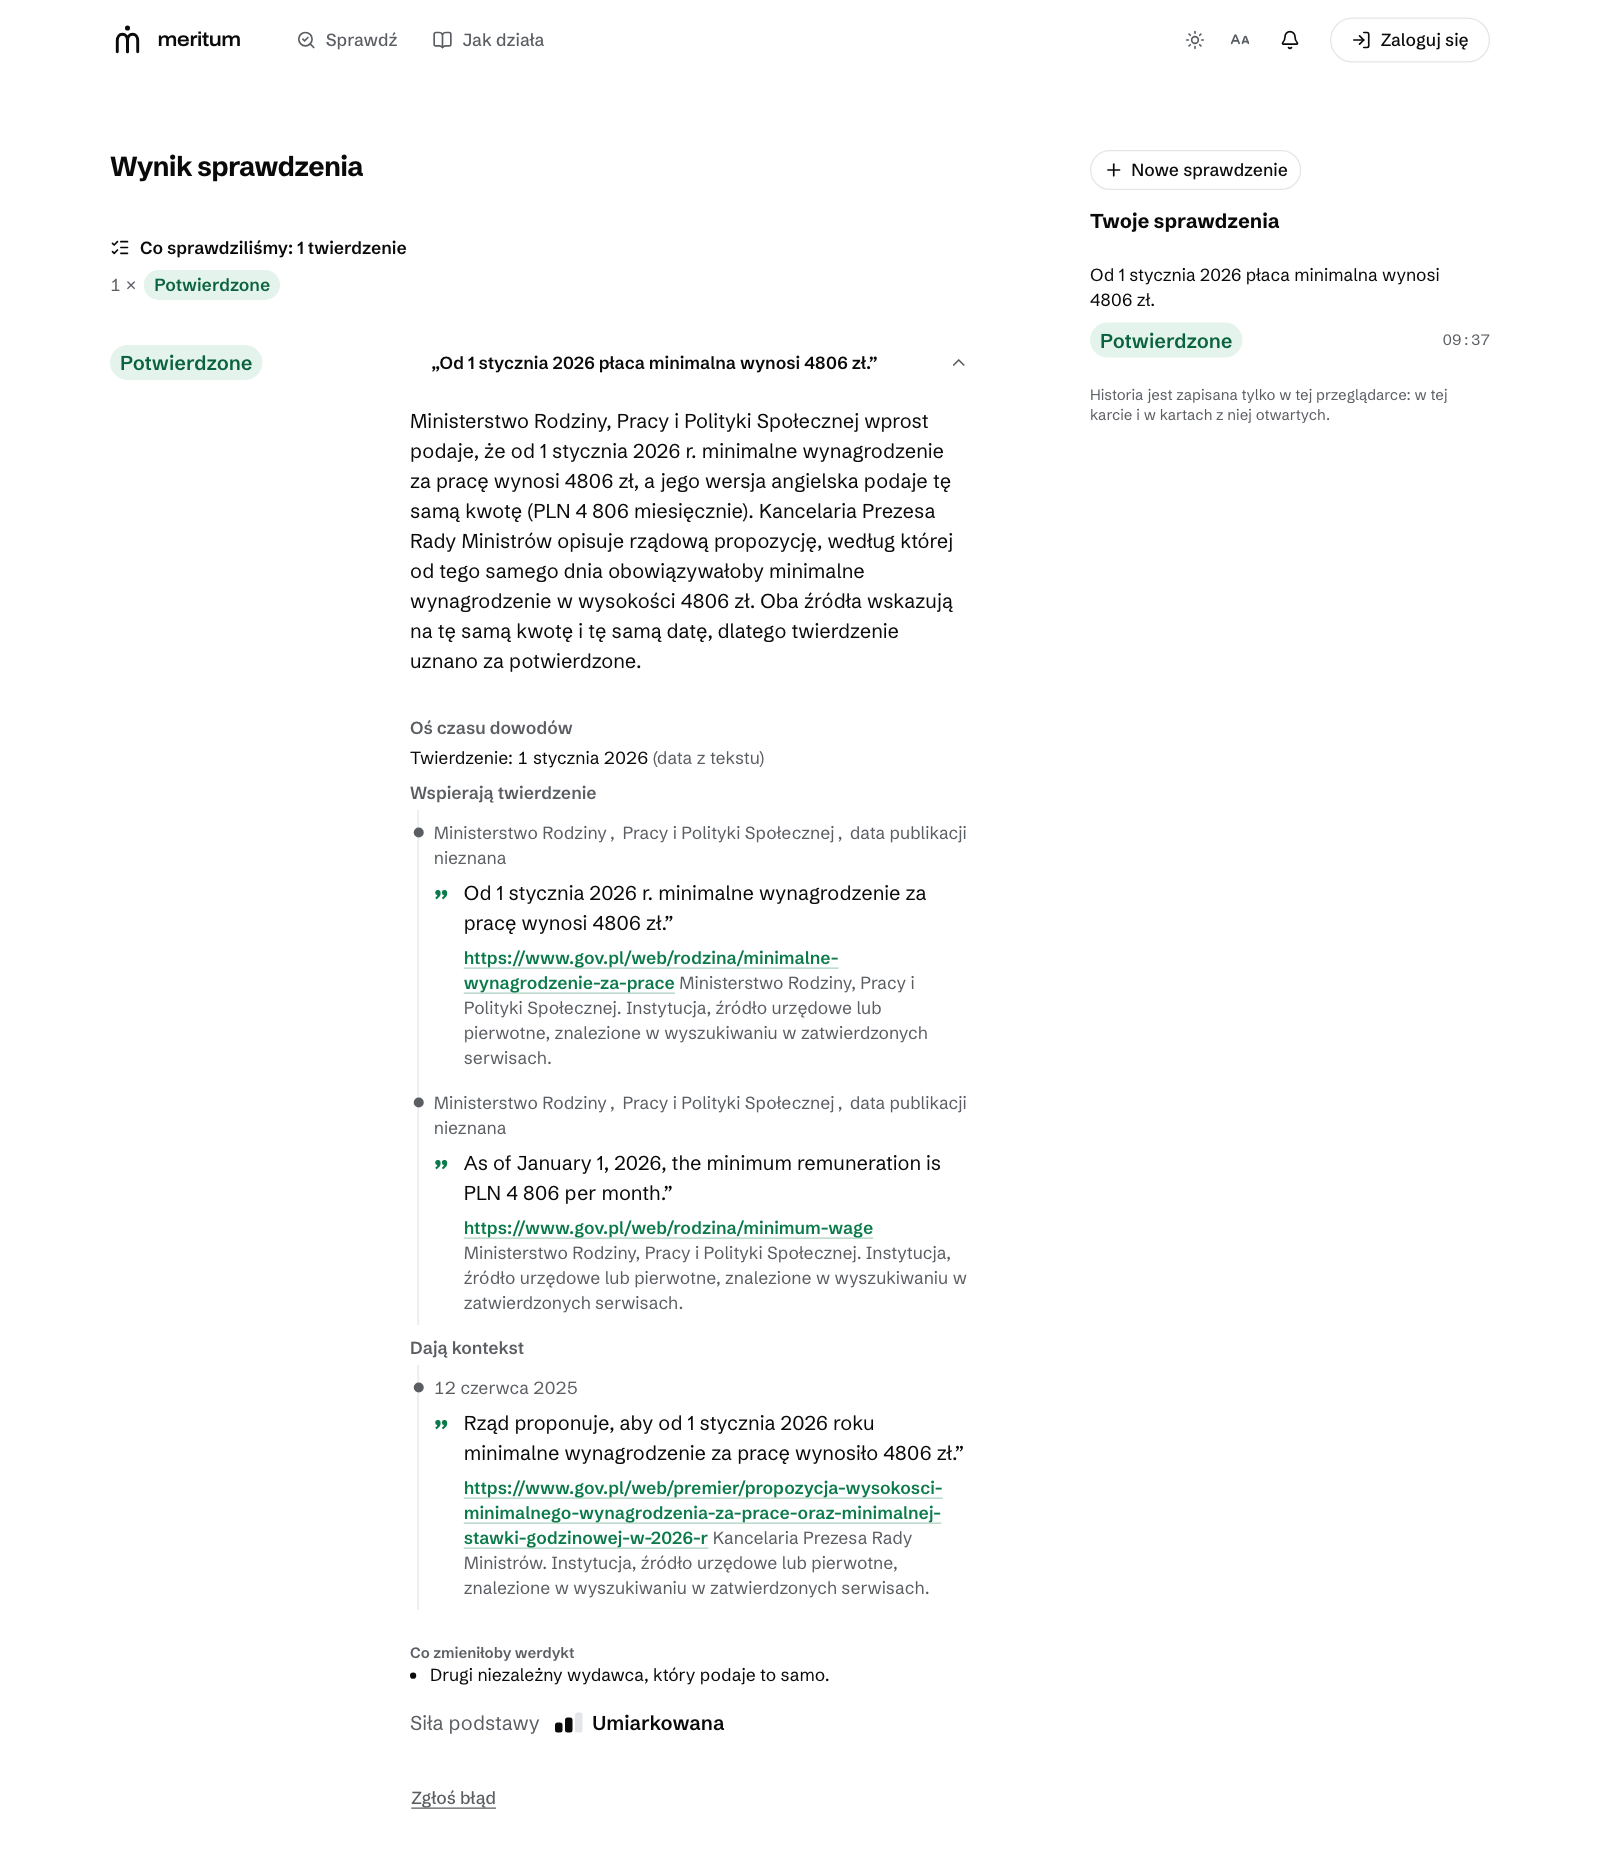 meritum
Sprawdź
Jak działa
AA
Zaloguj się
Wynik sprawdzenia
Co sprawdziliśmy: 1 twierdzenie
1 × Potwierdzone
Potwierdzone
„Od 1 stycznia 2026 płaca minimalna wynosi 4806 zł.”
Ministerstwo Rodziny, Pracy i Polityki Społecznej wprost
podaje, że od 1 stycznia 2026 r. minimalne wynagrodzenie
za pracę wynosi 4806 zł, a jego wersja angielska podaje tę
samą kwotę (PLN 4 806 miesięcznie). Kancelaria Prezesa
Rady Ministrów opisuje rządową propozycję, według której
od tego samego dnia obowiązywałoby minimalne
wynagrodzenie w wysokości 4806 zł. Oba źródła wskazują
na tę samą kwotę i tę samą datę, dlatego twierdzenie
uznano za potwierdzone.
Oś czasu dowodów
Twierdzenie: 1 stycznia 2026 (data z tekstu)
Wspierają twierdzenie
Ministerstwo Rodziny, Pracy i Polityki Społecznej, data publikacji
nieznana
” Od 1 stycznia 2026 r. minimalne wynagrodzenie za
pracę wynosi 4806 zł.”
https://www.gov.pl/web/rodzina/minimalne-
wynagrodzenie-za-prace Ministerstwo Rodziny, Pracy i
Polityki Społecznej. Instytucja, źródło urzędowe lub
pierwotne, znalezione w wyszukiwaniu w zatwierdzonych
serwisach.
Ministerstwo Rodziny, Pracy i Polityki Społecznej, data publikacji
nieznana
” As of January 1, 2026, the minimum remuneration is
PLN 4 806 per month.”
https://www.gov.pl/web/rodzina/minimum-wage
Ministerstwo Rodziny, Pracy i Polityki Społecznej. Instytucja,
źródło urzędowe lub pierwotne, znalezione w wyszukiwaniu w
zatwierdzonych serwisach.
Dają kontekst
12 czerwca 2025
” Rząd proponuje, aby od 1 stycznia 2026 roku
minimalne wynagrodzenie za pracę wynosiło 4806 zł.”
https://www.gov.pl/web/premier/propozycja-wysokosci-
minimalnego-wynagrodzenia-za-prace-oraz-minimalnej-
stawki-godzinowej-w-2026-r Kancelaria Prezesa Rady
Ministrów. Instytucja, źródło urzędowe lub pierwotne,
znalezione w wyszukiwaniu w zatwierdzonych serwisach.
Co zmieniłoby werdykt
• Drugi niezależny wydawca, który podaje to samo.
Siła podstawy Umiarkowana
Zgłoś błąd
+ Nowe sprawdzenie
Twoje sprawdzenia
Od 1 stycznia 2026 płaca minimalna wynosi
4806 zł.
Potwierdzone 09:37
Historia jest zapisana tylko w tej przeglądarce: w tej
karcie i w kartach z niej otwartych.